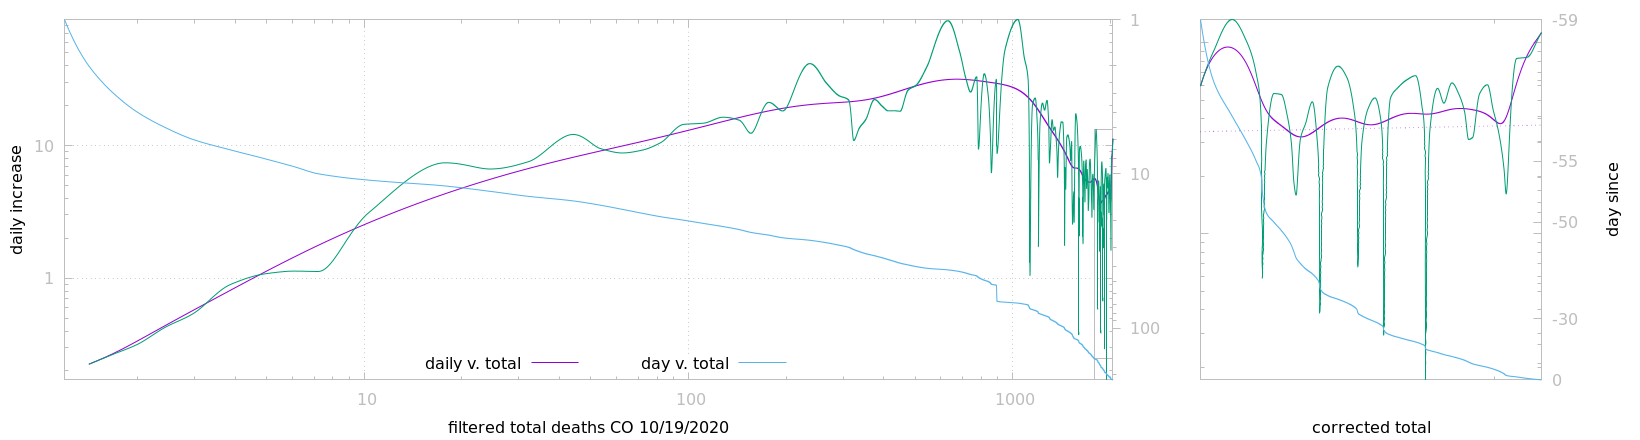 daily increase
10
1
daily v. total
day v. total
10
100
1000
filtered total deaths CO 10/19/2020
1
10
100
-59
-55
-50
-30
0
day since
corrected total